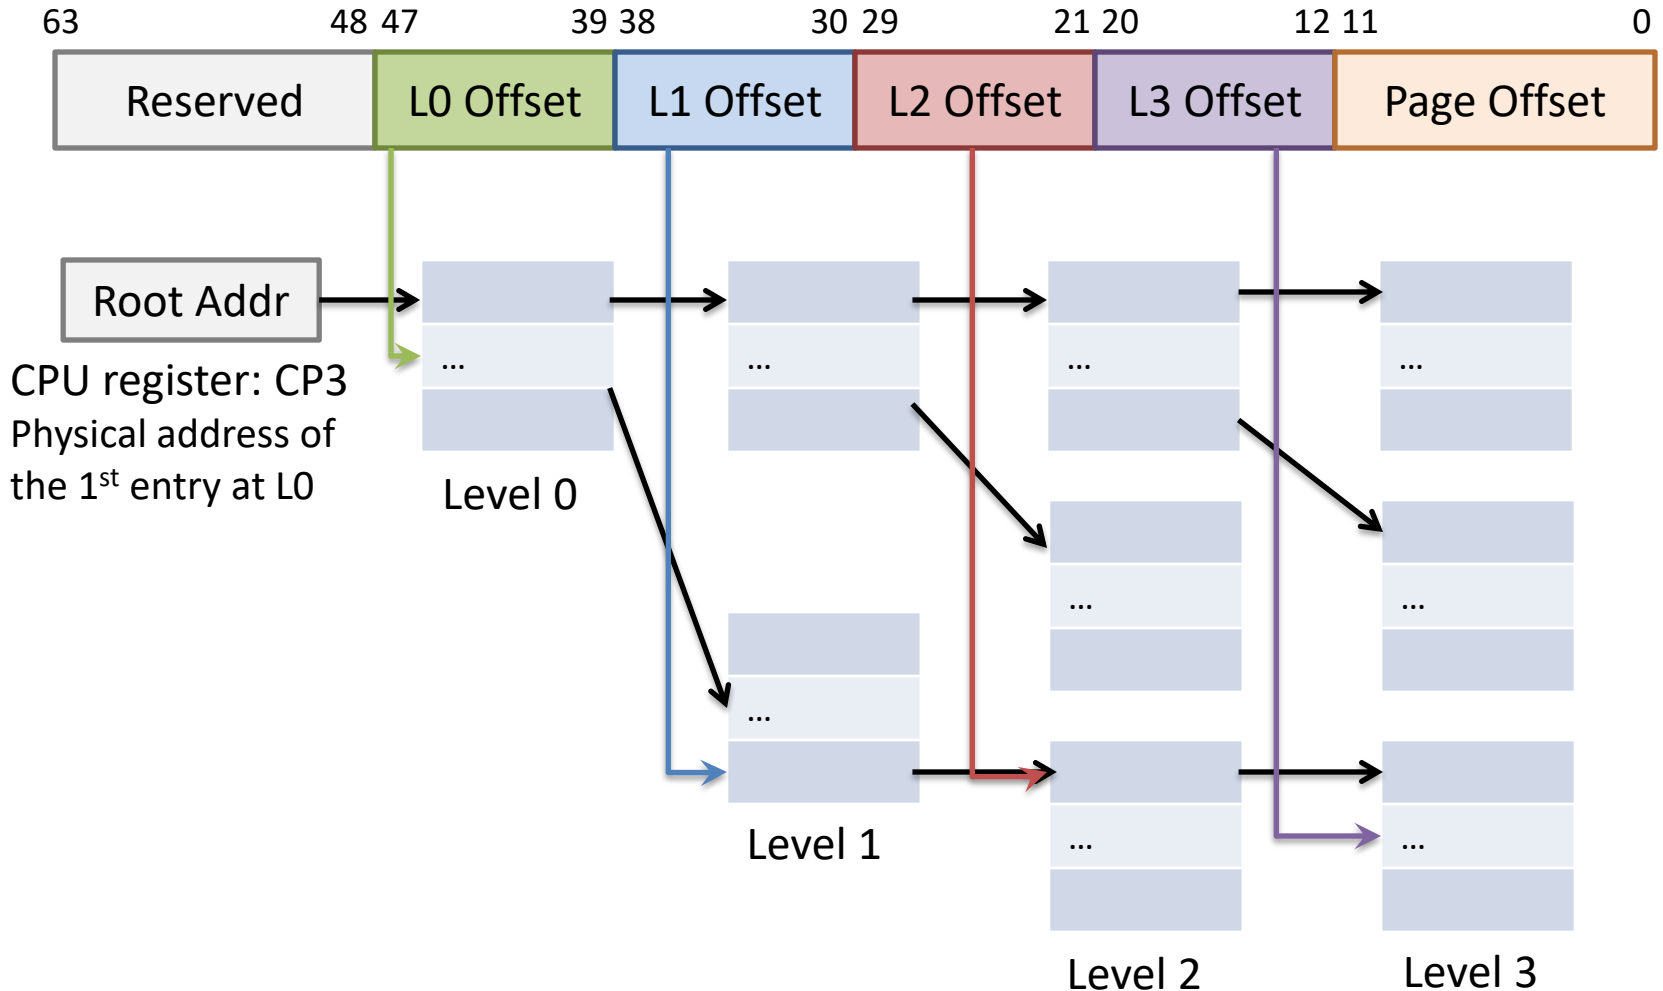 63 48 47 39 38 30 29 21 20 12 11 0
Reserved L0 Offset L1 Offset L2 Offset L3 Offset Page Offset
Root Addr
CPU register: CP3
Physical address of
the 1st entry at L0
... ... ... ...
Level 0
... ...
...
Level 1
... ...
Level 2 Level 3